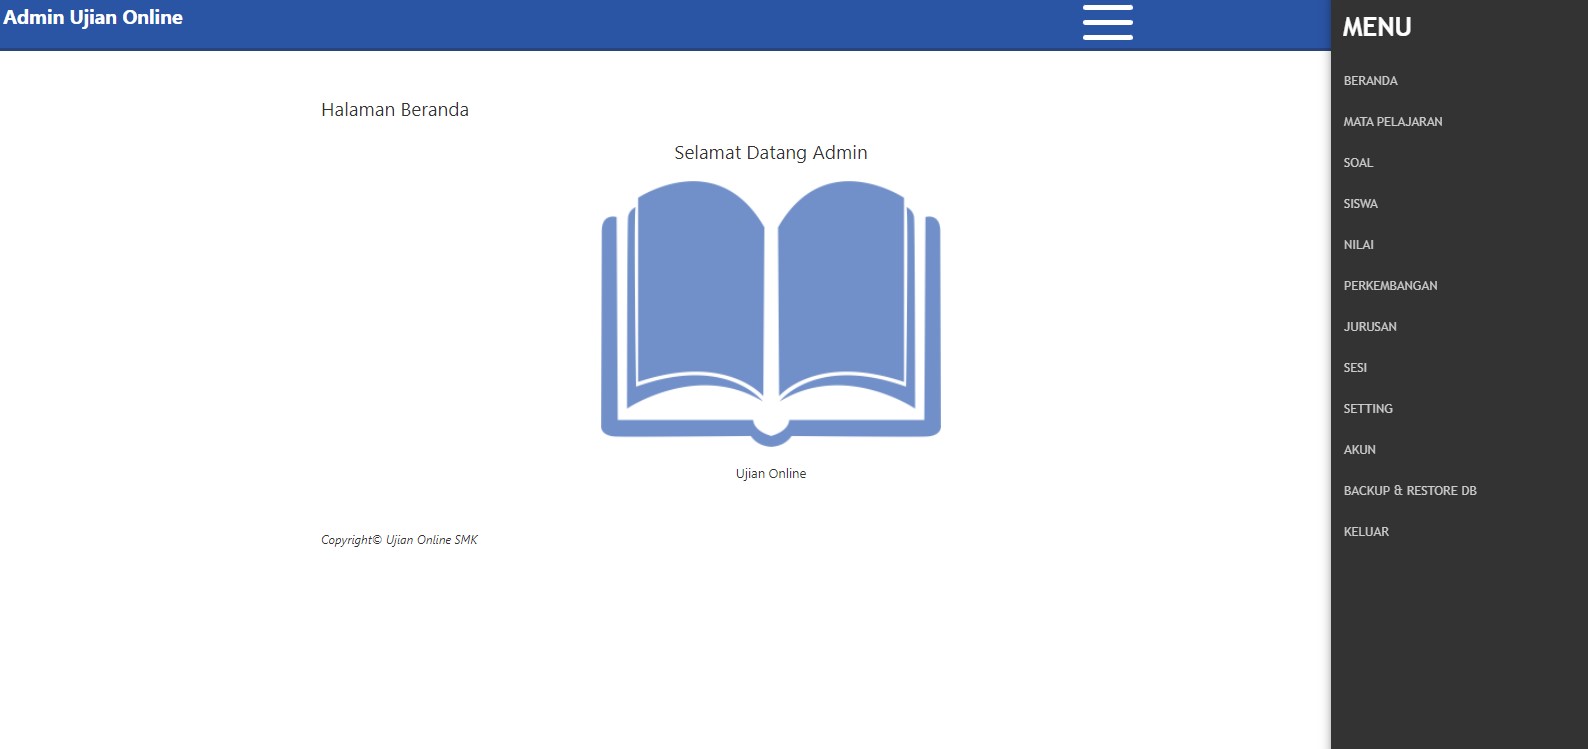 Admin Ujian Online
MENU
BERANDA
MATA PELAJARAN
SOAL
SISWA
NILAI
PERKEMBANGAN
JURUSAN
SESI
SETTING
AKUN
BACKUP & RESTORE DB
KELUAR
Halaman Beranda
Selamat Datang Admin
Ujian Online
Copyright© Ujian Online SMK